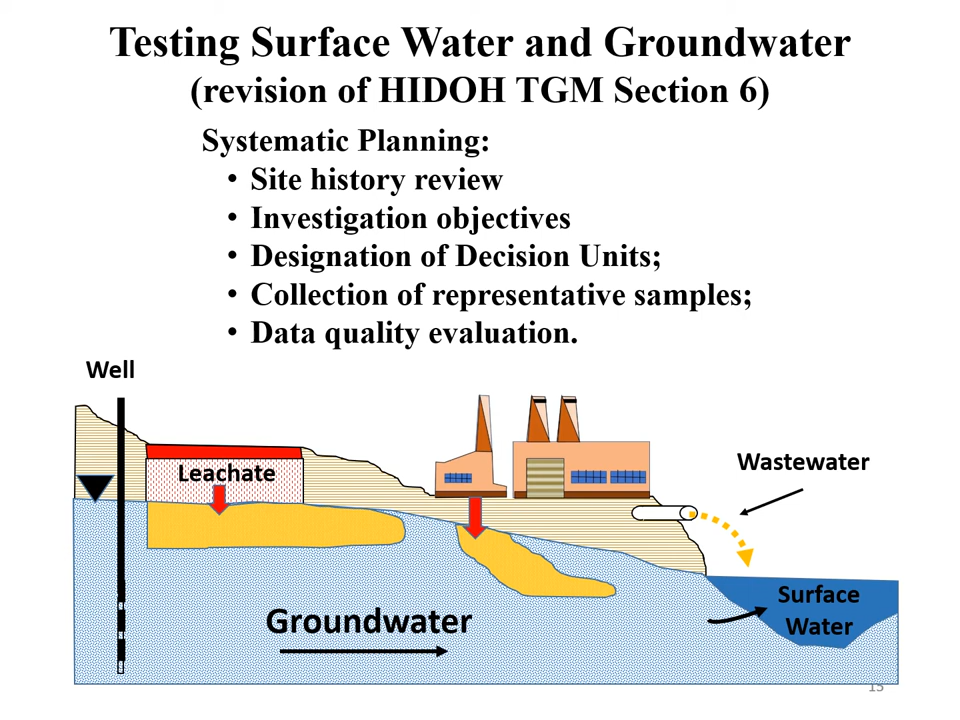 Testing Surface Water and Groundwater
(revision of HIDOH TGM Section 6)
Systematic Planning:
• Site history review
• Investigation objectives
• Designation of Decision Units;
• Collection of representative samples;
• Data quality evaluation.
Well
Leachate
Wastewater
Surface
Water
Groundwater
15